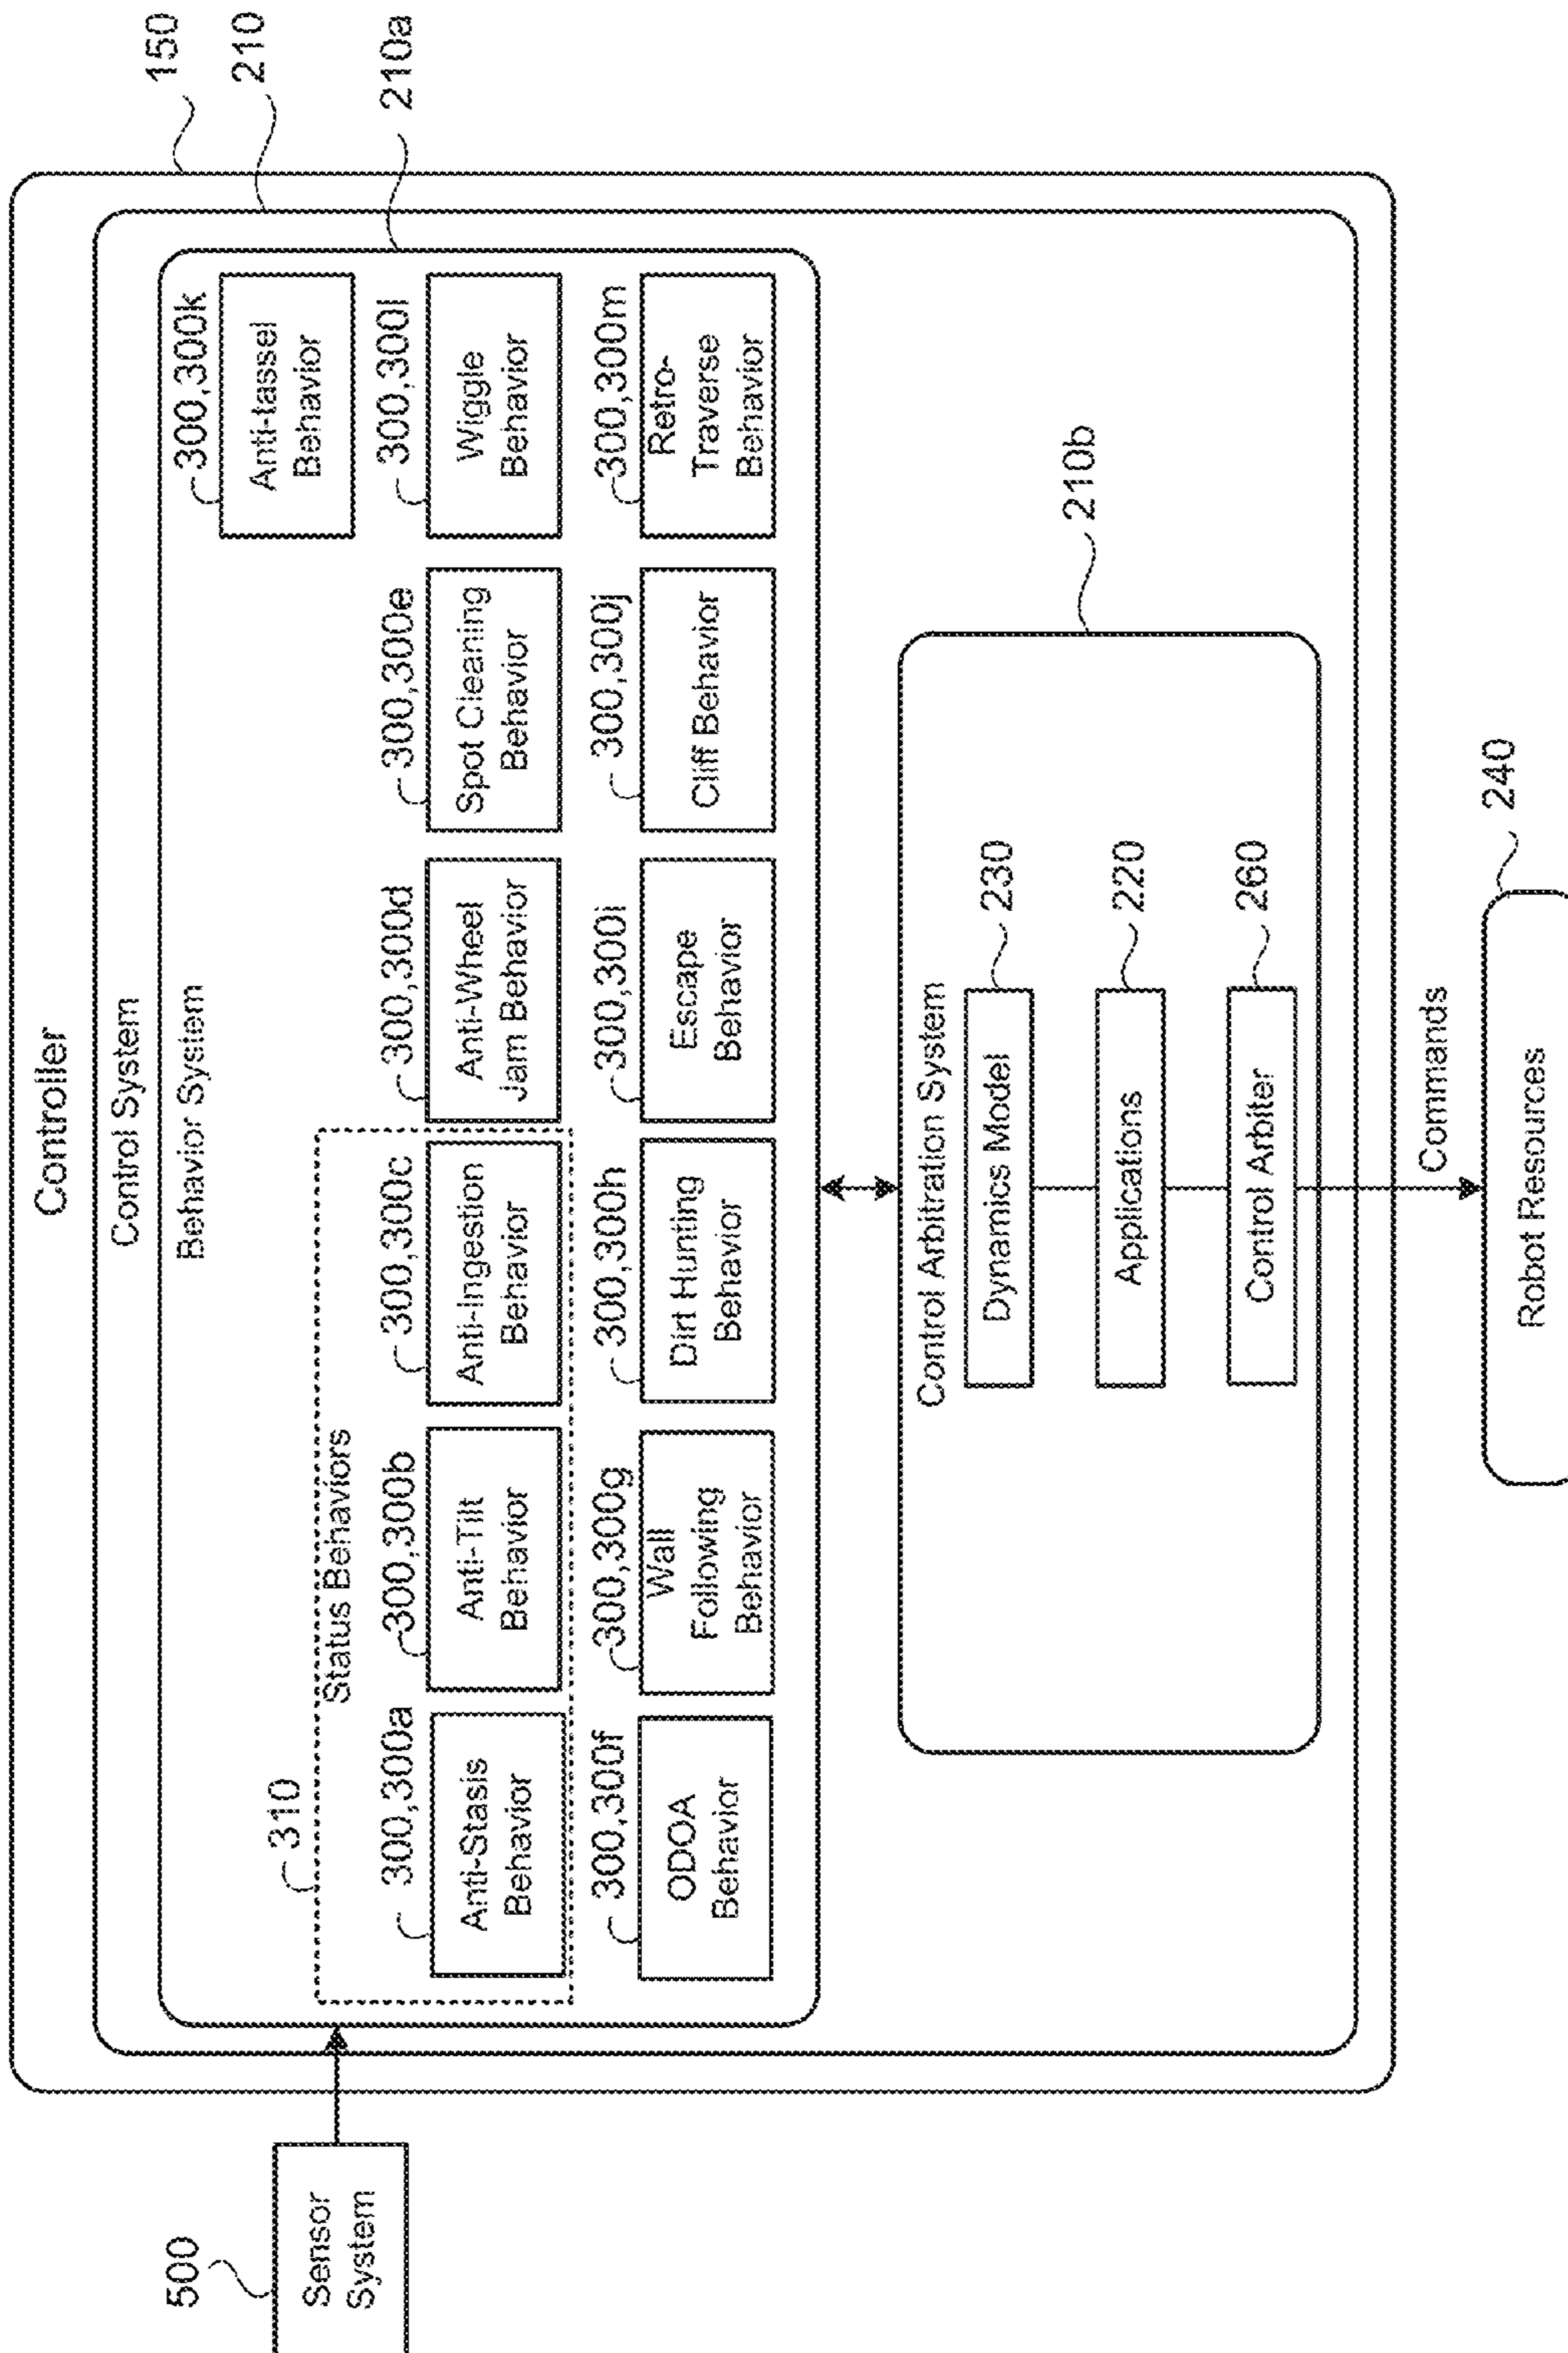 Controller
150
Control System
210
Behavior System
210a
300,300k
Anti-tassel
Behavior
310
Status Behaviors
300,300a
Anti-Stasis
Behavior
300,300b
Anti-Tilt
Behavior
300,300c
Anti-Ingestion
Behavior
300,300d
Anti-Wheel
Jam Behavior
300,300e
Spot Cleaning
Behavior
300,300l
Wiggle
Behavior
300,300f
ODOA
Behavior
300,300g
Wall
Following
Behavior
300,300h
Dirt Hunting
Behavior
300,300i
Escape
Behavior
300,300j
Cliff Behavior
300,300m
Retro-
Traverse
Behavior
500
Sensor
System
210b
Control Arbitration System
Dynamics Model
230
Applications
220
Control Arbiter
260
Commands
240
Robot Resources